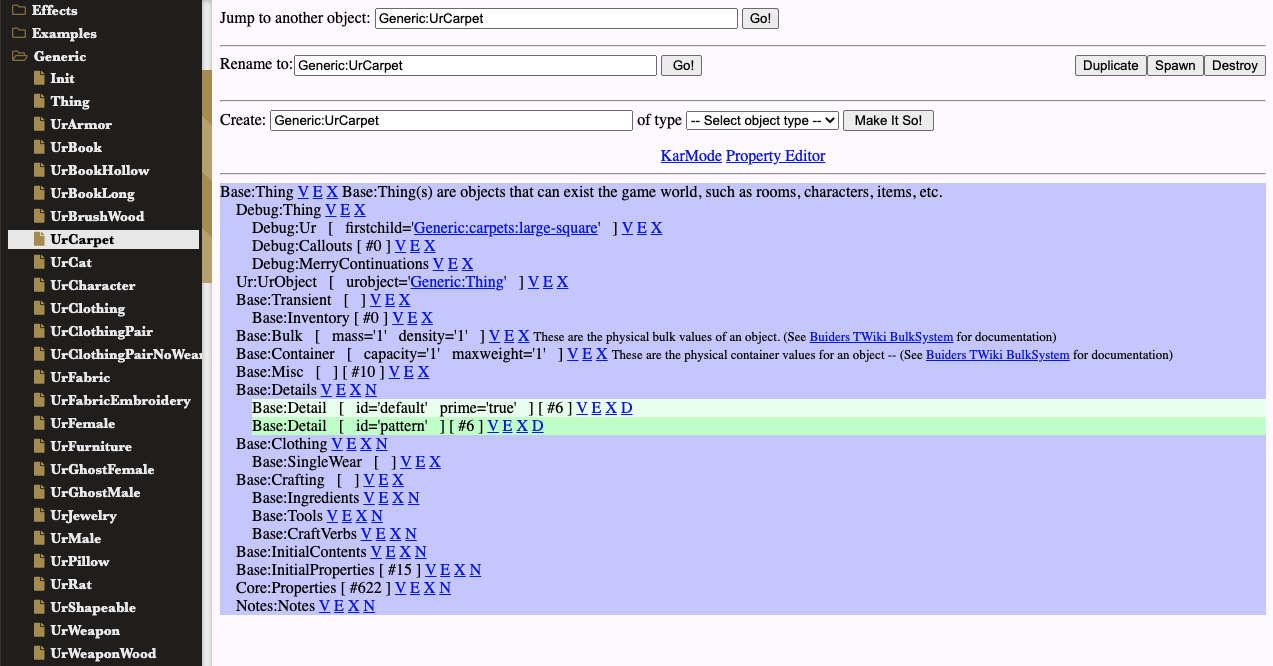 Effects
Examples
Generic
Init
Thing
UrArmor
UrBook
UrBookHollow
UrBookLong
UrBrushWood
UrCarpet
UrCat
UrCharacter
UrClothing
UrClothingPair
UrClothingPairNoWear
UrFabric
UrFabricEmbroidery
UrFemale
UrFurniture
UrGhostFemale
UrGhostMale
UrJewelry
UrMale
UrPillow
UrRat
UrShapeable
UrWeapon
UrWeaponWood
Jump to another object: Generic:UrCarpet Go!
Rename to: Generic:UrCarpet Go! Duplicate Spawn Destroy
Create: Generic:UrCarpet of type -- Select object type -- Make It So!
KarMode Property Editor
Base:Thing V E X Base:Thing(s) are objects that can exist the game world, such as rooms, characters, items, etc.
Debug:Thing V E X
Debug:Ur [ firstchild='Generic:carpets:large-square' ] V E X
Debug:Callouts [ #0 ] V E X
Debug:MerryContinuations V E X
Ur:UrObject [ urobject='Generic:Thing' ] V E X
Base:Transient [ ] V E X
Base:Inventory [ #0 ] V E X
Base:Bulk [ mass='1' density='1' ] V E X These are the physical bulk values of an object. (See Buiders TWiki BulkSystem for documentation)
Base:Container [ capacity='1' maxweight='1' ] V E X These are the physical container values for an object -- (See Buiders TWiki BulkSystem for documentation)
Base:Misc [ ] [ #10 ] V E X
Base:Details V E X N
Base:Detail [ id='default' prime='true' ] [ #6 ] V E X D
Base:Detail [ id='pattern' ] [ #6 ] V E X D
Base:Clothing V E X N
Base:SingleWear [ ] V E X
Base:Crafting [ ] V E X
Base:Ingredients V E X N
Base:Tools V E X N
Base:CraftVerbs V E X N
Base:InitialContents V E X N
Base:InitialProperties [ #15 ] V E X N
Core:Properties [ #622 ] V E X N
Notes:Notes V E X N